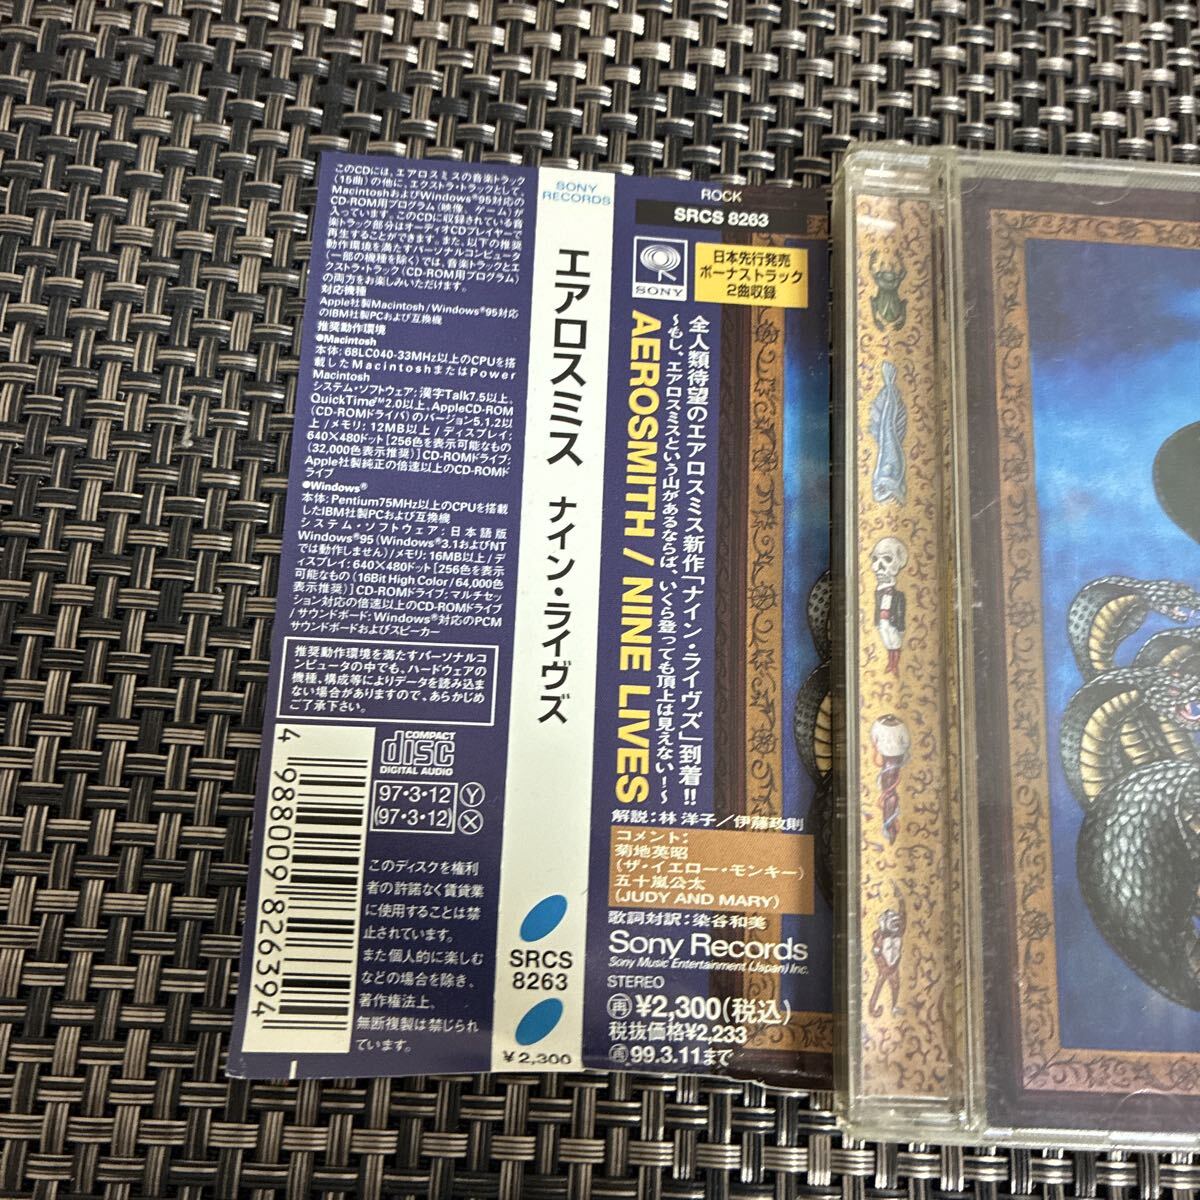 このCDには、エアロスミスの音楽トラック
(15曲)の他に、エクストラ・トラックとして、
MacintoshおよびWindows®95対応の
CD-ROM用プログラム(映像、ゲーム)が
入っています。このCDに収録されている音
楽トラック部分はオーディオCDプレイヤーで
再生することができます。また、以下の推奨
動作環境を満たすパーソナルコンピュータ
(一部の機種を除く)では、音楽トラックとエ
クストラ・トラック(CD-ROM用プログラム)
の両方をお楽しみいただけます。
対応機種
Apple社製Macintosh/Windows®95対応
のIBM社製PCおよび互換機
推奨動作環境
●Macintosh
本体:68LC040-33MHz以上のCPUを搭
載したMacintoshまたはPower
Macintosh
システム・ソフトウェア:漢字Talk7.5以上、
QuickTime™2.0以上、AppleCD-ROM
(CD-ROMドライバ)のバージョン5.1.2以
上/メモリ:12MB以上/ディスプレイ:
640×480ドット[256色を表示可能なもの
(32,000色表示推奨)]CD-ROMドライブ:
Apple社製純正の倍速以上のCD-ROMド
ライブ
●Windows®
本体:Pentium75MHz以上のCPUを搭載
したIBM社製PCおよび互換機
システム・ソフトウェア:日本語版
Windows®95(Windows®3.1およびNT
では動作しません)/メモリ:16MB以上/デ
ィスプレイ:640×480ドット[256色を表示
可能なもの(16Bit High Color/64,000色
表示推奨)]CD-ROMドライブ:マルチセッ
ション対応の倍速以上のCD-ROMドライブ
/サウンドボード:Windows®対応のPCM
サウンドボードおよびスピーカー
推奨動作環境を満たすパーソナルコ
ンピュータの中でも、ハードウェアの
機種、構成等によりデータを読み込ま
ない場合がありますので、あらかじめ
ご了承下さい。
4 988009 826394
COMPACT
disc
DIGITAL AUDIO
97・3・12 Ⓨ
(97・3・12) Ⓧ
このディスクを権利
者の許諾なく賃貸業
に使用することは禁
止されています。
また個人的に楽しむ
などの場合を除き、
著作権法上、
無断複製は禁じられ
ています。
SONY
RECORDS
エアロスミス ナイン・ライヴズ
SRCS
8263
¥2,300
ROCK
SRCS 8263
SONY
日本先行発売
ボーナストラック
2曲収録
全人類待望のエアロスミス新作「ナイン・ライヴズ」到着!!
〜もし、エアロスミスという山があるならば、いくら登っても頂上は見えない!〜
AEROSMITH / NINE LIVES
解説:林 洋子/伊藤政則
コメント:
菊地英昭
(ザ・イエロー・モンキー)
五十嵐公太
(JUDY AND MARY)
歌詞対訳:染谷和美
Sony Records
Sony Music Entertainment (Japan) Inc.
STEREO
㊢¥2,300(税込)
税抜価格¥2,233
㊢99.3.11まで